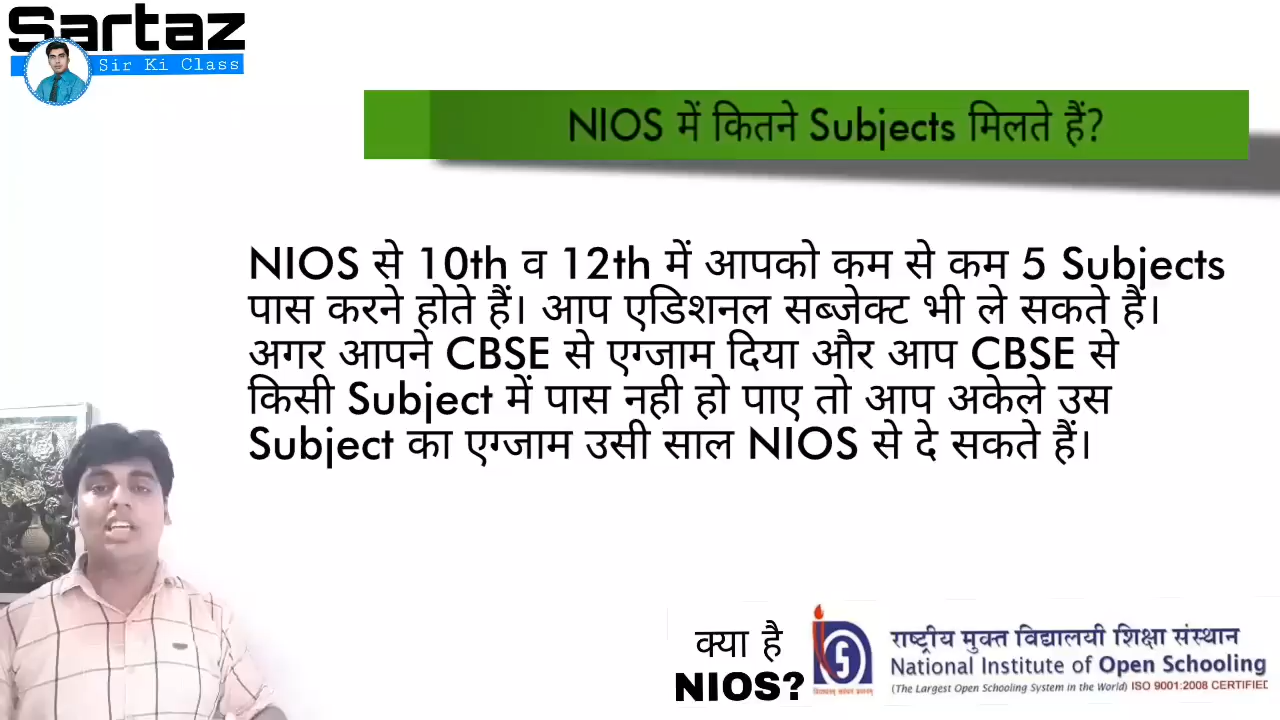 Sartaz
Sir Ki Class
NIOS में कितने Subjects मिलते हैं?
NIOS से 10th व 12th में आपको कम से कम 5 Subjects
पास करने होते हैं। आप एडिशनल सब्जेक्ट भी ले सकते हैं।
अगर आपने CBSE से एग्जाम दिया और आप CBSE से
किसी Subject में पास नही हो पाए तो आप अकेले उस
Subject का एग्जाम उसी साल NIOS से दे सकते हैं।
क्या है
NIOS?
राष्ट्रीय मुक्त विद्यालयी शिक्षा संस्थान
National Institute of Open Schooling
(The Largest Open Schooling System in the World) ISO 9001:2008 CERTIFIED